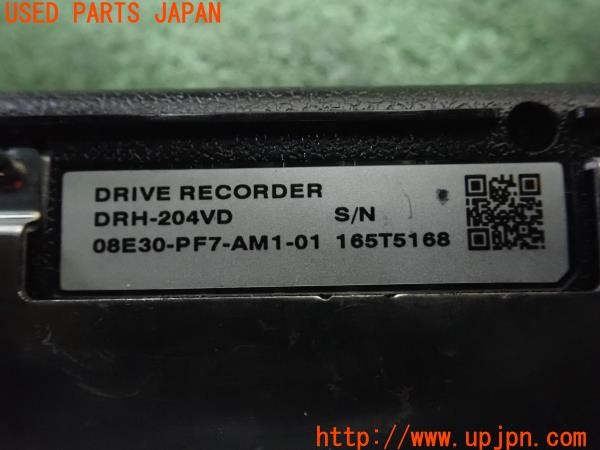 USED PARTS JAPAN
DRIVE RECORDER
DRH-204VD S/N
08E30-PF7-AM1-01 165T5168
http://www.upjpn.com/